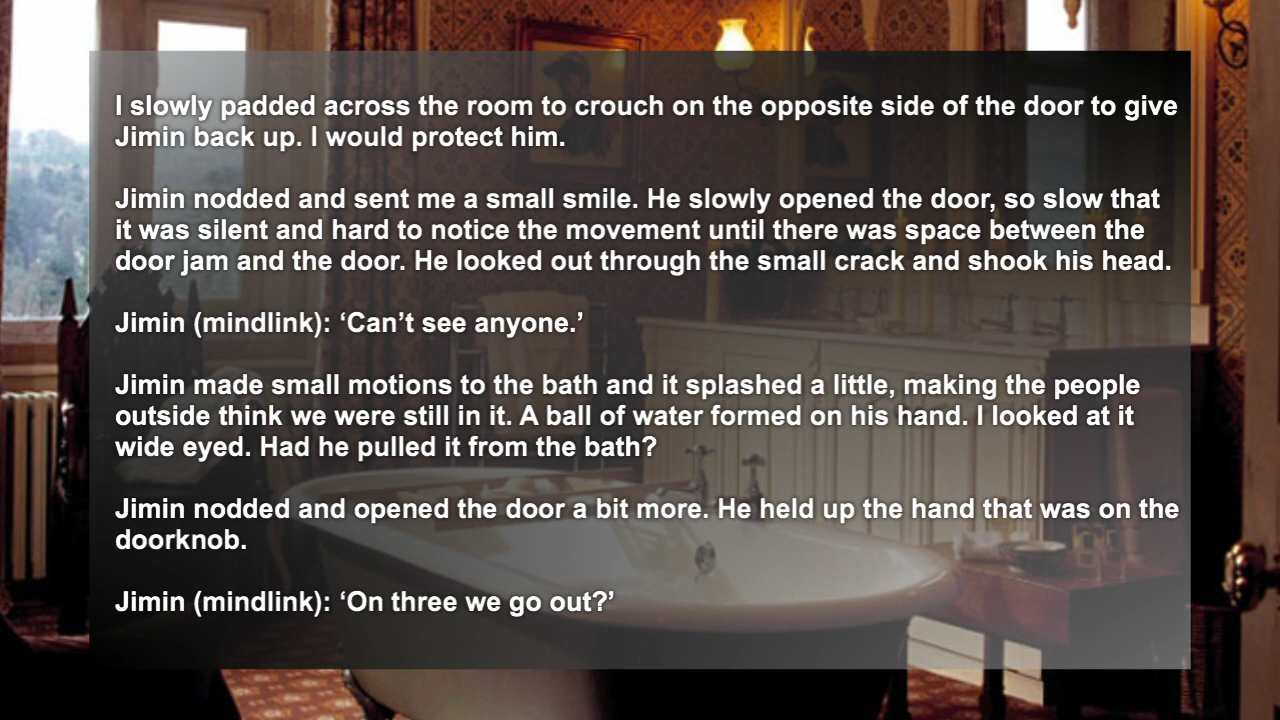 I slowly padded across the room to crouch on the opposite side of the door to give
Jimin back up. I would protect him.
Jimin nodded and sent me a small smile. He slowly opened the door, so slow that
it was silent and hard to notice the movement until there was space between the
door jam and the door. He looked out through the small crack and shook his head.
Jimin (mindlink): ‘Can’t see anyone.’
Jimin made small motions to the bath and it splashed a little, making the people
outside think we were still in it. A ball of water formed on his hand. I looked at it
wide eyed. Had he pulled it from the bath?
Jimin nodded and opened the door a bit more. He held up the hand that was on the
doorknob.
Jimin (mindlink): ‘On three we go out?’